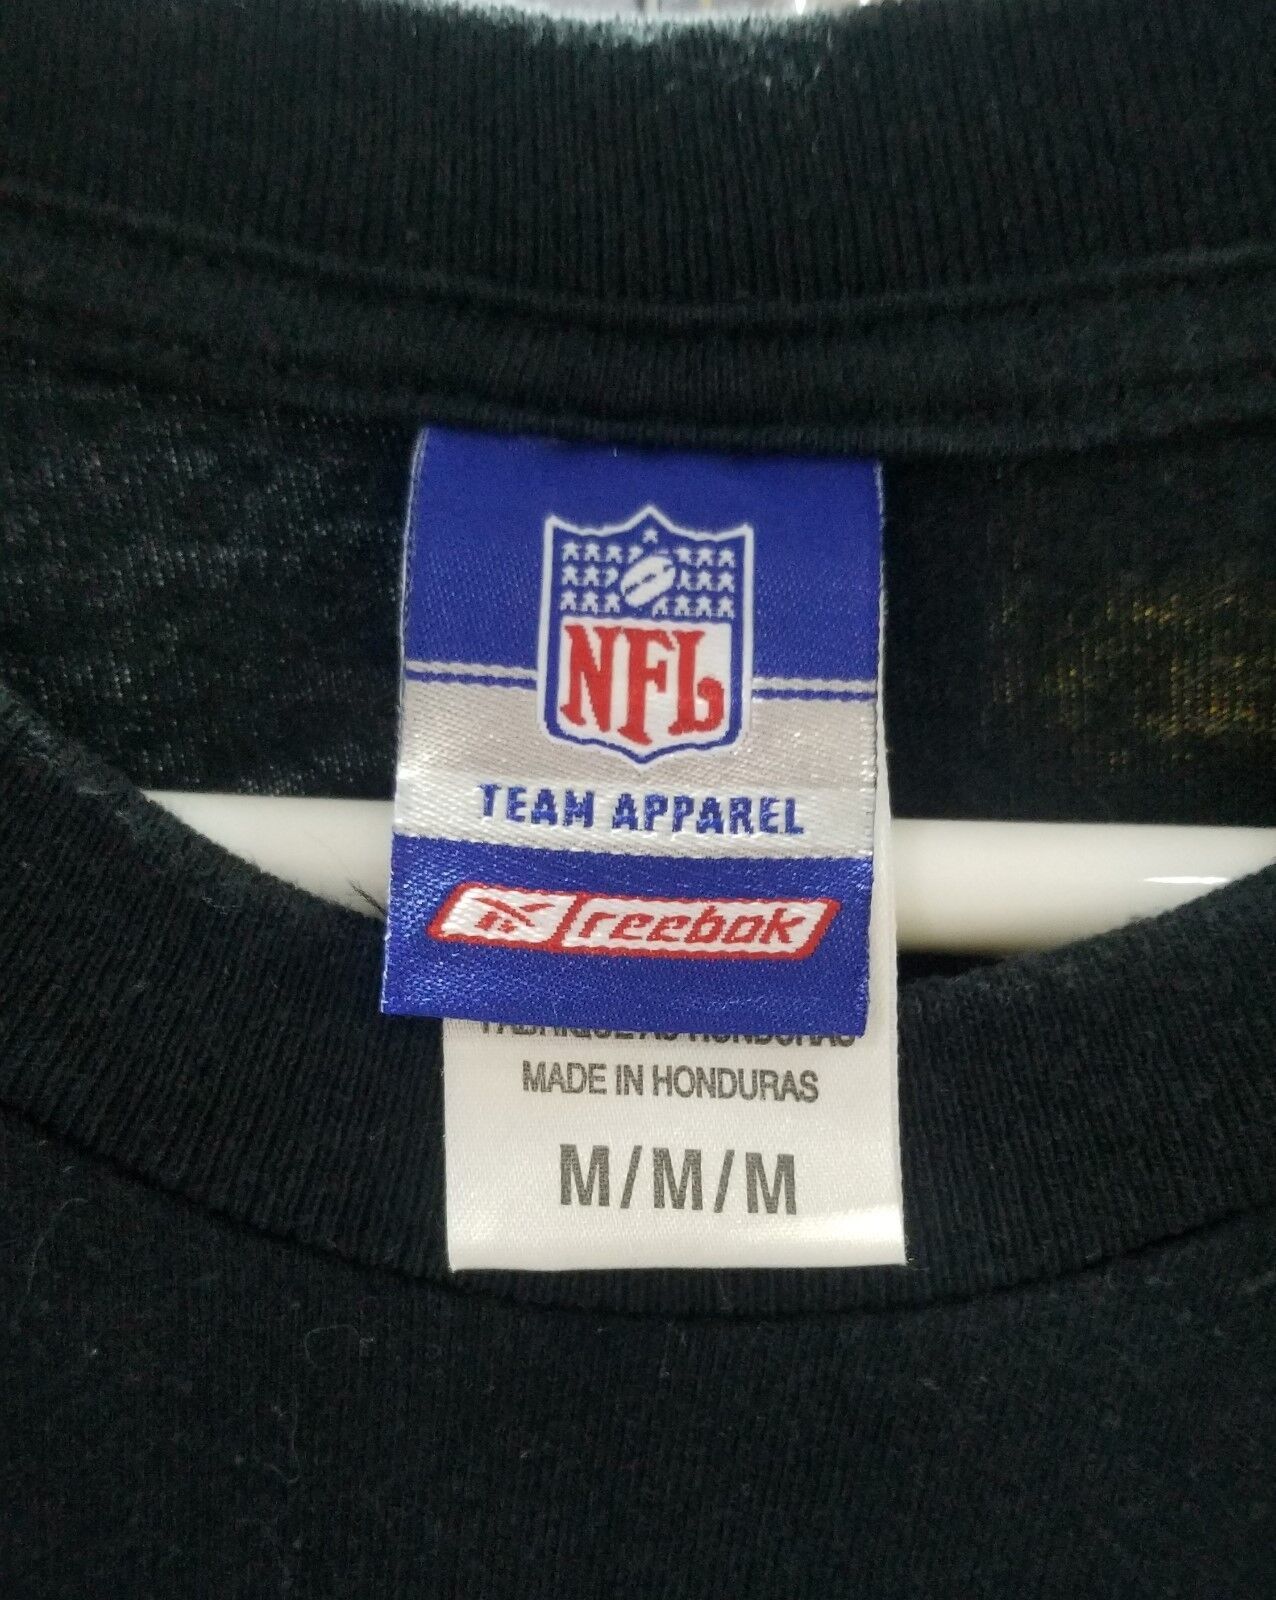 NFL
TEAM APPAREL
reebok
MADE IN HONDURAS
M/M/M